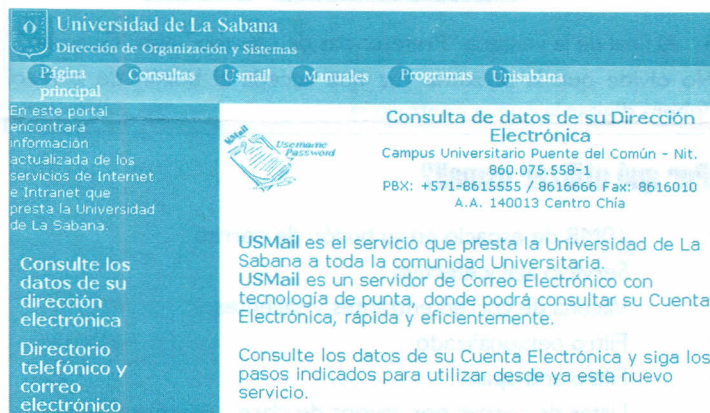 Universidad de La Sabana
Dirección de Organización y Sistemas
Página principal
Consultas
Usmail
Manuales
Programas
Unisabana
En este portal
encontrará
información
actualizada de los
servicios de Internet
e Intranet que
presta la Universidad
de La Sabana.
Consulte los
datos de su
dirección
electrónica
Directorio
telefónico y
correo
electrónico
USMail
Username
Password
Consulta de datos de su Dirección
Electrónica
Campus Universitario Puente del Común - Nit.
860.075.558-1
PBX: +571-8615555 / 8616666 Fax: 8616010
A.A. 140013 Centro Chía
USMail es el servicio que presta la Universidad de La
Sabana a toda la comunidad Universitaria.
USMail es un servidor de Correo Electrónico con
tecnología de punta, donde podrá consultar su Cuenta
Electrónica, rápida y eficientemente.
Consulte los datos de su Cuenta Electrónica y siga los
pasos indicados para utilizar desde ya este nuevo
servicio.